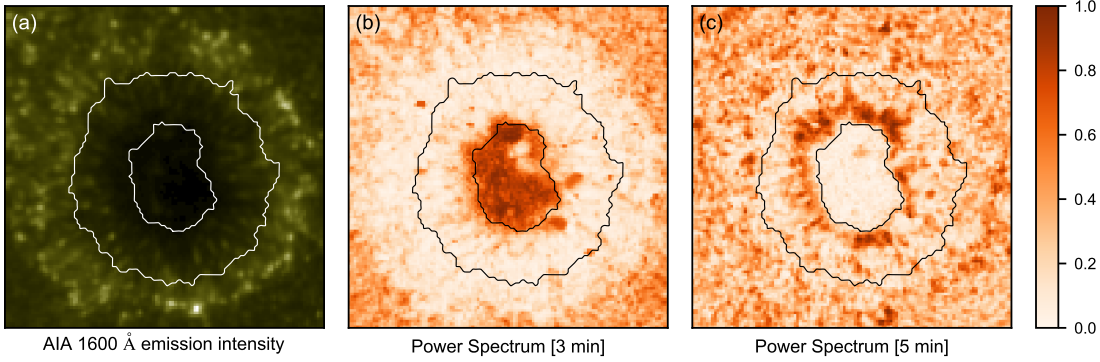 (a)
(b)
(c)
1.0
0.8
0.6
0.4
0.2
0.0
AIA 1600 Å emission intensity
Power Spectrum [3 min]
Power Spectrum [5 min]